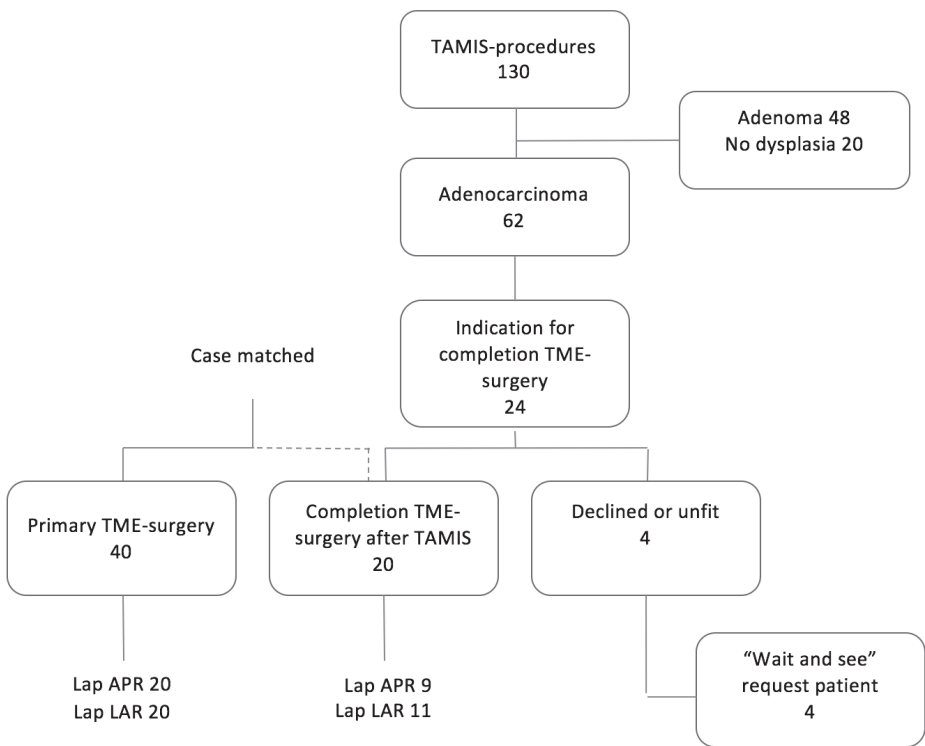 TAMIS-procedures
130
Adenoma 48
No dysplasia 20
Adenocarcinoma
62
Indication for
completion TME-
surgery
24
Case matched
Primary TME-surgery
40
Completion TME-
surgery after TAMIS
20
Declined or unfit
4
Lap APR 20
Lap LAR 20
Lap APR 9
Lap LAR 11
“Wait and see”
request patient
4